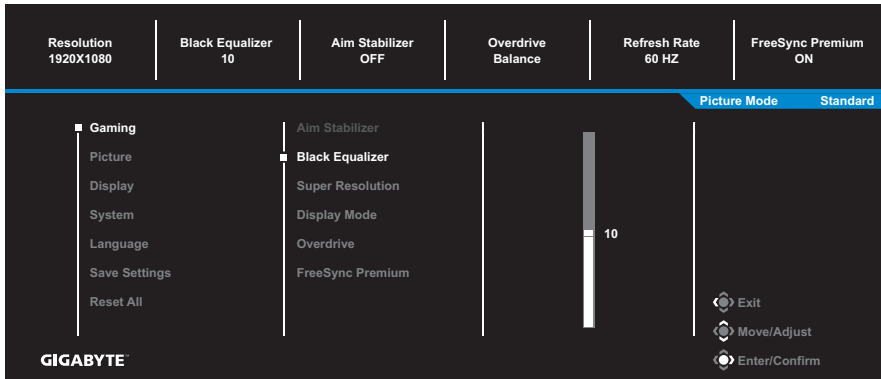 Resolution
1920X1080
Black Equalizer
10
Aim Stabilizer
OFF
Overdrive
Balance
Refresh Rate
60 HZ
FreeSync Premium
ON
Picture Mode Standard
Gaming
Picture
Display
System
Language
Save Settings
Reset All
Aim Stabilizer
Black Equalizer
Super Resolution
Display Mode
Overdrive
FreeSync Premium
10
Exit
Move/Adjust
Enter/Confirm
GIGABYTE™